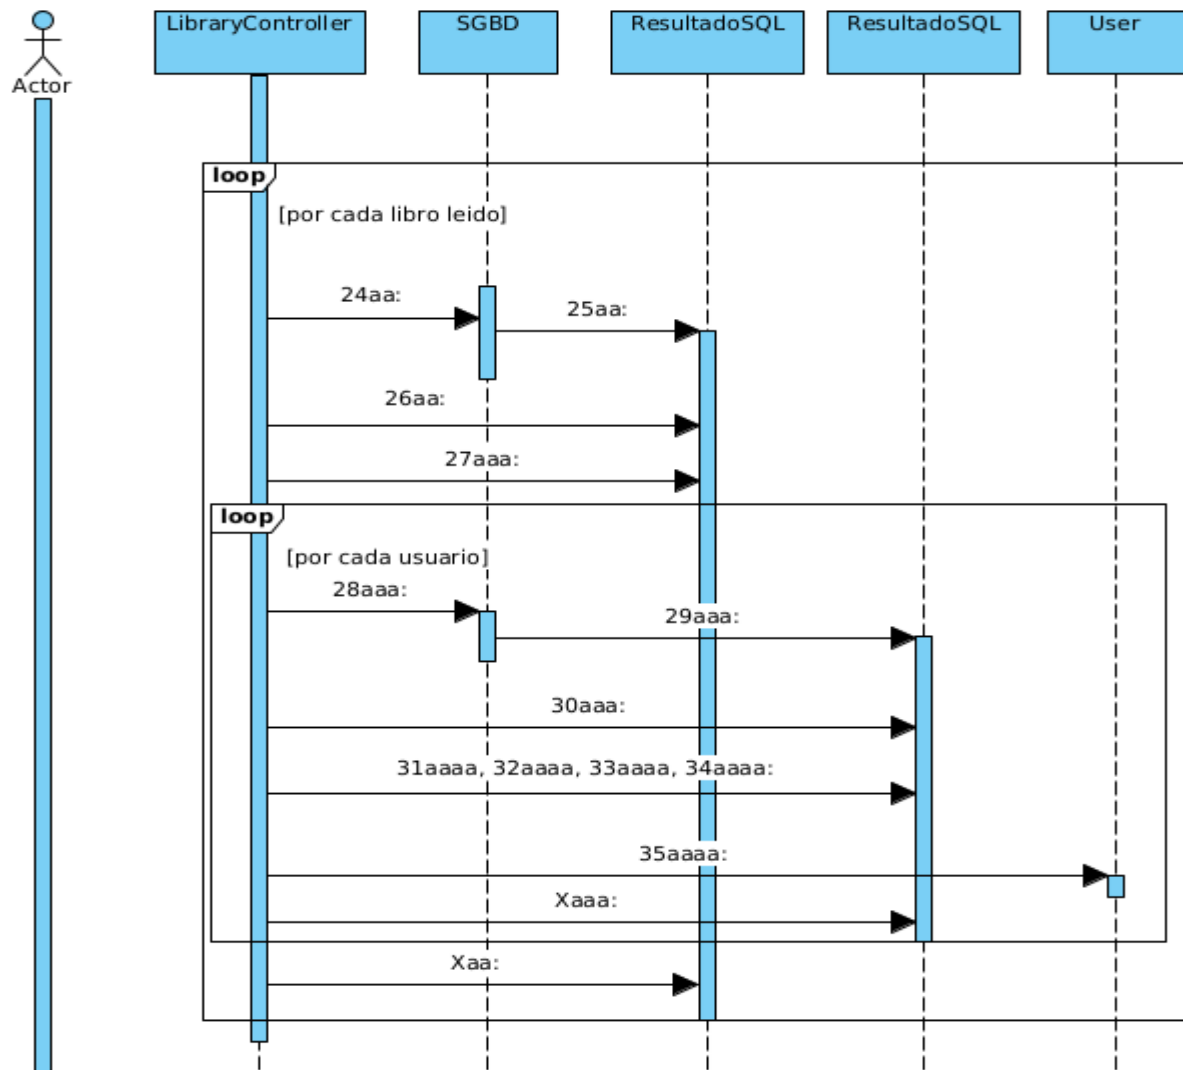 Actor
LibraryController
SGBD
ResultadoSQL
ResultadoSQL
User
loop
[por cada libro leido]
24aa:
25aa:
26aa:
27aaa:
loop
[por cada usuario]
28aaa:
29aaa:
30aaa:
31aaaa, 32aaaa, 33aaaa, 34aaaa:
35aaaa:
Xaaa:
Xaa: